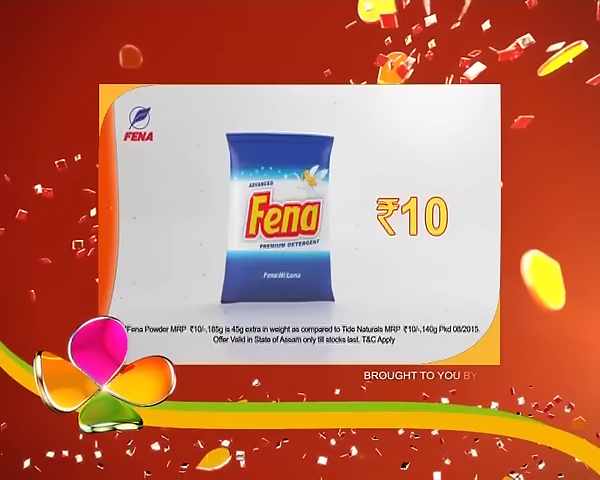 FENA
ADVANCED
Fena
PREMIUM DETERGENT
Fena Hi Lena
₹10
*Fena Powder MRP ₹10/-,185g is 45g extra in weight as compared to Tide Naturals MRP ₹10/-,140g Pkd 08/2015.
Offer Valid in State of Assam only till stocks last. T&C Apply
BROUGHT TO YOU BY